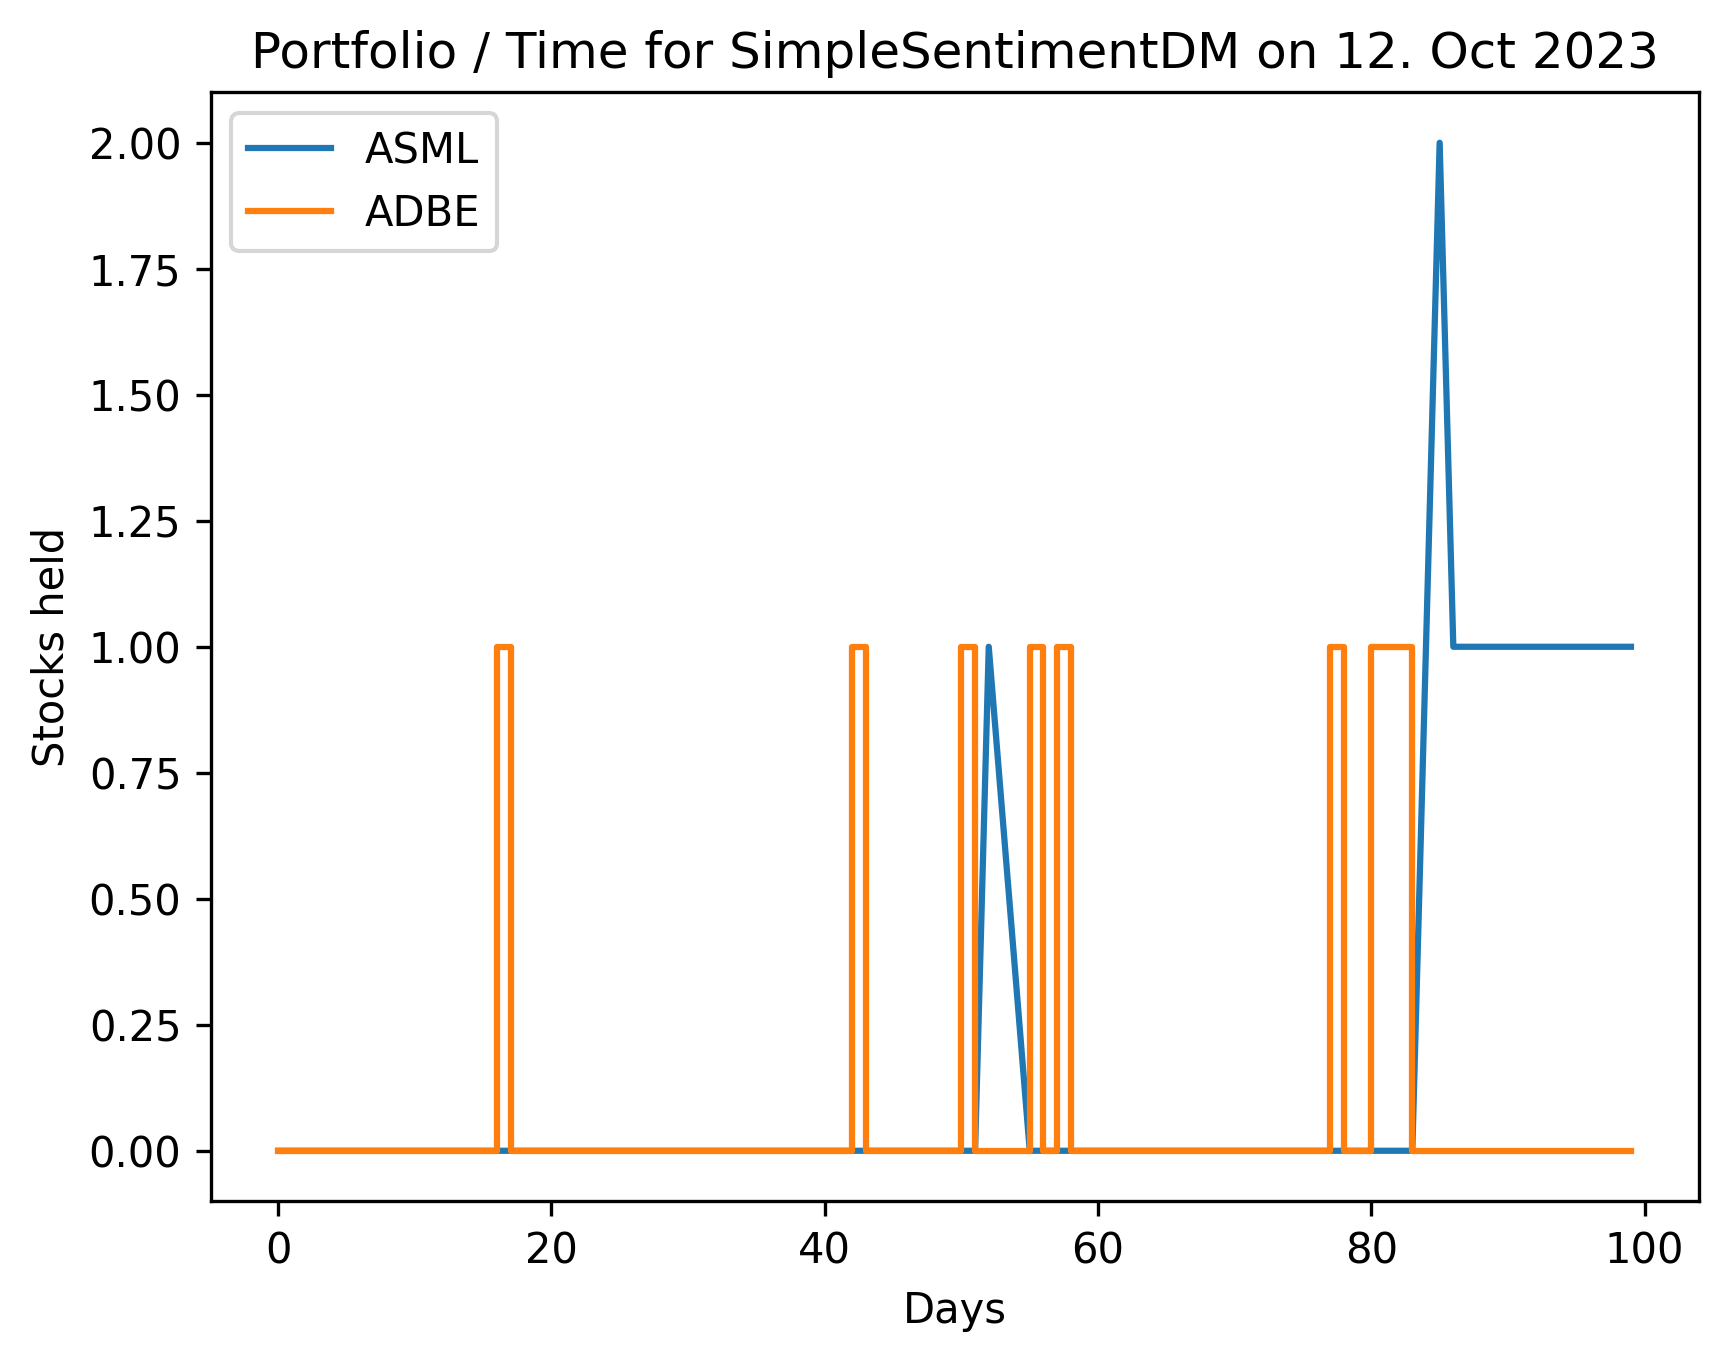 Portfolio / Time for SimpleSentimentDM on 12. Oct 2023
ASML
ADBE
2.00
1.75
1.50
1.25
1.00
0.75
0.50
0.25
0.00
Stocks held
0 20 40 60 80 100
Days